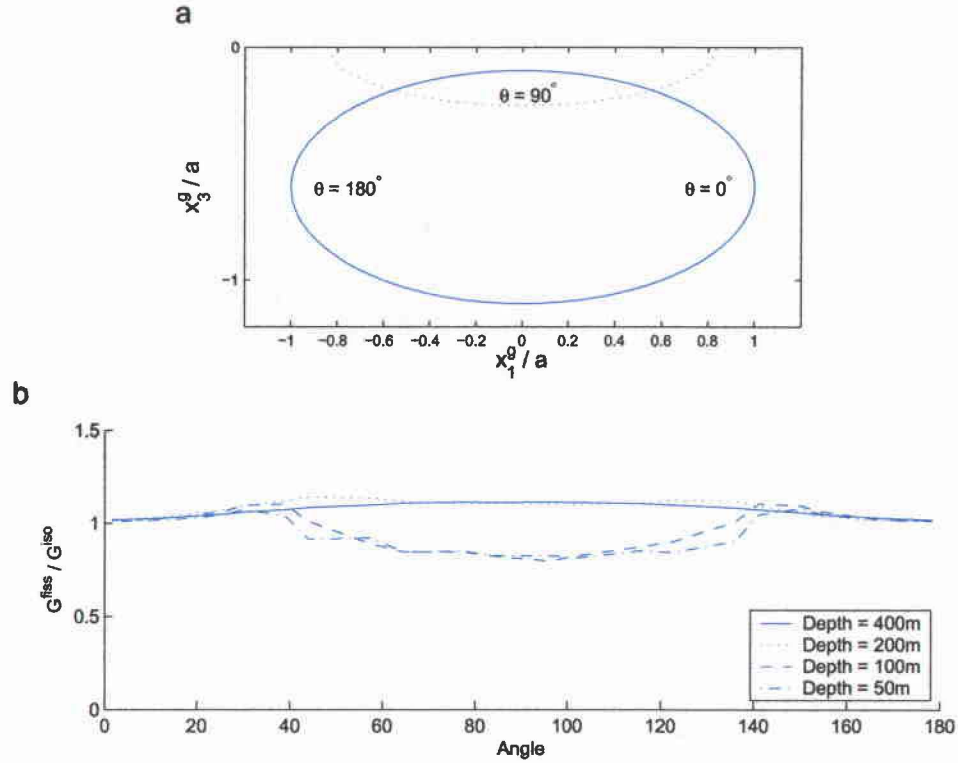 a
0
θ = 90°
x₃ᵍ / a
θ = 180°
θ = 0°
−1
−1 −0.8 −0.6 −0.4 −0.2 0 0.2 0.4 0.6 0.8 1
x₁ᵍ / a
b
1.5
1
0.5
0
Gᶠⁱˢˢ / Gⁱˢᵒ
0 20 40 60 80 100 120 140 160 180
Angle
Depth = 400m
Depth = 200m
Depth = 100m
Depth = 50m